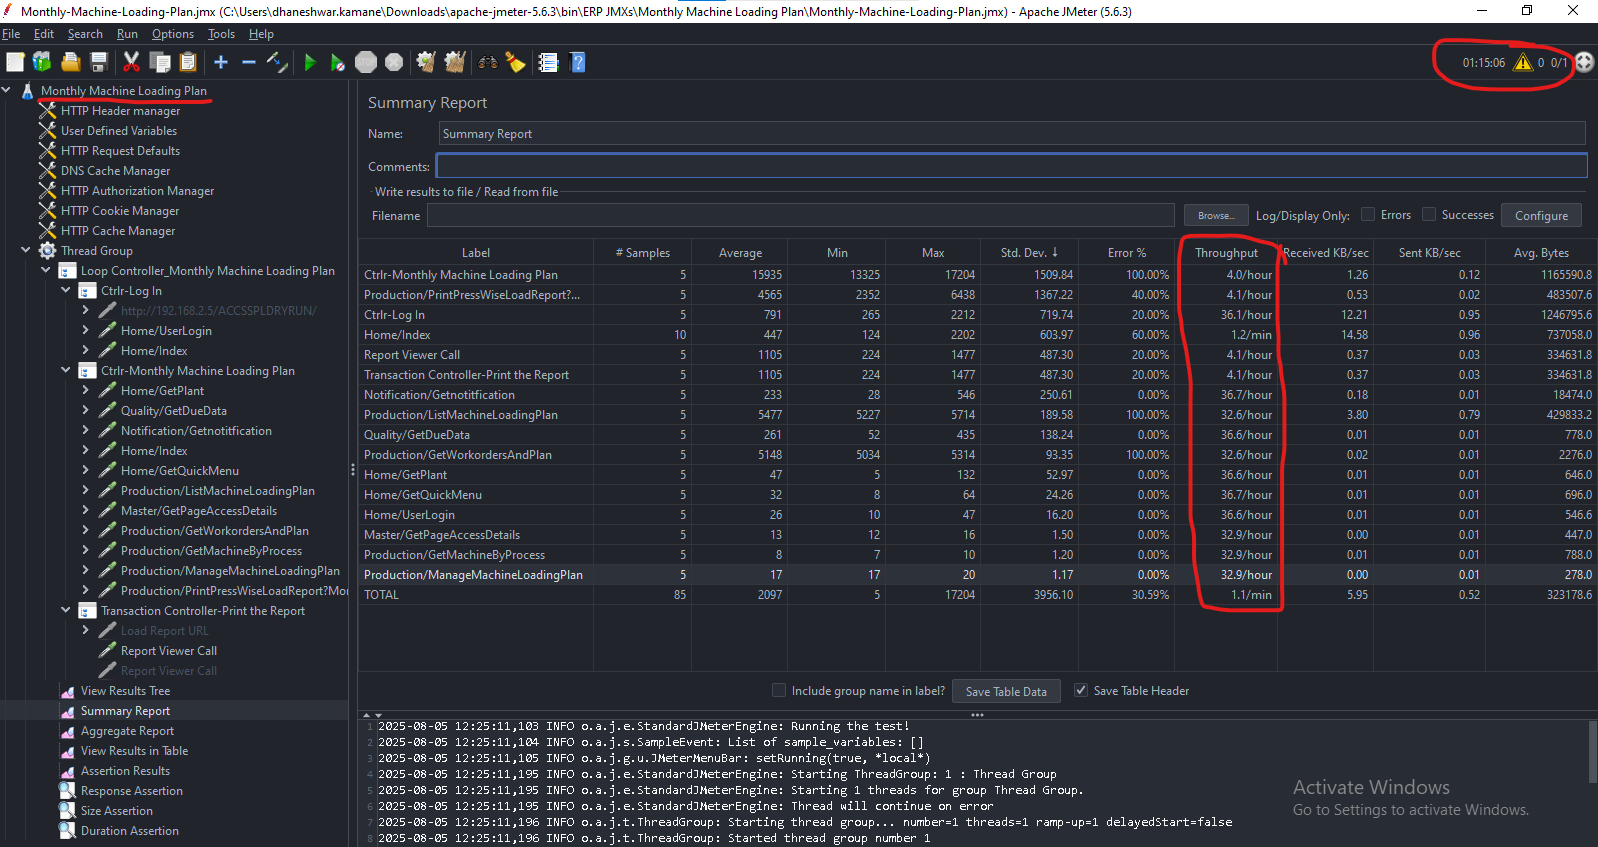 Monthly-Machine-Loading-Plan.jmx (C:\Users\dhaneshwar.kamane\Downloads\apache-jmeter-5.6.3\bin\ERP JMXs\Monthly Machine Loading Plan\Monthly-Machine-Loading-Plan.jmx) - Apache JMeter (5.6.3)
File Edit Search Run Options Tools Help
STOP
01:15:06 0 0/1
Monthly Machine Loading Plan
HTTP Header manager
User Defined Variables
HTTP Request Defaults
DNS Cache Manager
HTTP Authorization Manager
HTTP Cookie Manager
HTTP Cache Manager
Thread Group
Loop Controller_Monthly Machine Loading Plan
Ctrlr-Log In
http://192.168.2.5/ACCSSPLDRYRUN/
Home/UserLogin
Home/Index
Ctrlr-Monthly Machine Loading Plan
Home/GetPlant
Quality/GetDueData
Notification/Getnotitfication
Home/Index
Home/GetQuickMenu
Production/ListMachineLoadingPlan
Master/GetPageAccessDetails
Production/GetWorkordersAndPlan
Production/GetMachineByProcess
Production/ManageMachineLoadingPlan
Production/PrintPressWiseLoadReport?Mo
Transaction Controller-Print the Report
Load Report URL
Report Viewer Call
Report Viewer Call
View Results Tree
Summary Report
Aggregate Report
View Results in Table
Assertion Results
Response Assertion
Size Assertion
Duration Assertion
Summary Report
Name: Summary Report
Comments:
Write results to file / Read from file
Filename Browse... Log/Display Only: Errors Successes Configure
Label # Samples Average Min Max Std. Dev. ↓ Error % Throughput Received KB/sec Sent KB/sec Avg. Bytes
Ctrlr-Monthly Machine Loading Plan 5 15935 13325 17204 1509.84 100.00% 4.0/hour 1.26 0.12 1165590.8
Production/PrintPressWiseLoadReport?... 5 4565 2352 6438 1367.22 40.00% 4.1/hour 0.53 0.02 483507.6
Ctrlr-Log In 5 791 265 2212 719.74 20.00% 36.1/hour 12.21 0.95 1246795.6
Home/Index 10 447 124 2202 603.97 60.00% 1.2/min 14.58 0.96 737058.0
Report Viewer Call 5 1105 224 1477 487.30 20.00% 4.1/hour 0.37 0.03 334631.8
Transaction Controller-Print the Report 5 1105 224 1477 487.30 20.00% 4.1/hour 0.37 0.03 334631.8
Notification/Getnotitfication 5 233 28 546 250.61 0.00% 36.7/hour 0.18 0.01 18474.0
Production/ListMachineLoadingPlan 5 5477 5227 5714 189.58 100.00% 32.6/hour 3.80 0.79 429833.2
Quality/GetDueData 5 261 52 435 138.24 0.00% 36.6/hour 0.01 0.01 778.0
Production/GetWorkordersAndPlan 5 5148 5034 5314 93.35 100.00% 32.6/hour 0.02 0.01 2276.0
Home/GetPlant 5 47 5 132 52.97 0.00% 36.6/hour 0.01 0.01 646.0
Home/GetQuickMenu 5 32 8 64 24.26 0.00% 36.7/hour 0.01 0.01 696.0
Home/UserLogin 5 26 10 47 16.20 0.00% 36.6/hour 0.01 0.01 546.6
Master/GetPageAccessDetails 5 13 12 16 1.50 0.00% 32.9/hour 0.00 0.01 447.0
Production/GetMachineByProcess 5 8 7 10 1.20 0.00% 32.9/hour 0.01 0.01 788.0
Production/ManageMachineLoadingPlan 5 17 17 20 1.17 0.00% 32.9/hour 0.00 0.01 278.0
TOTAL 85 2097 5 17204 3956.10 30.59% 1.1/min 5.95 0.52 323178.6
Include group name in label? Save Table Data Save Table Header
1 2025-08-05 12:25:11,103 INFO o.a.j.e.StandardJMeterEngine: Running the test!
2 2025-08-05 12:25:11,104 INFO o.a.j.s.SampleEvent: List of sample_variables: []
3 2025-08-05 12:25:11,105 INFO o.a.j.g.u.JMeterMenuBar: setRunning(true, *local*)
4 2025-08-05 12:25:11,195 INFO o.a.j.e.StandardJMeterEngine: Starting ThreadGroup: 1 : Thread Group
5 2025-08-05 12:25:11,195 INFO o.a.j.e.StandardJMeterEngine: Starting 1 threads for group Thread Group.
6 2025-08-05 12:25:11,195 INFO o.a.j.e.StandardJMeterEngine: Thread will continue on error
7 2025-08-05 12:25:11,196 INFO o.a.j.t.ThreadGroup: Starting thread group... number=1 threads=1 ramp-up=1 delayedStart=false
8 2025-08-05 12:25:11,196 INFO o.a.j.t.ThreadGroup: Started thread group number 1
Activate Windows
Go to Settings to activate Windows.